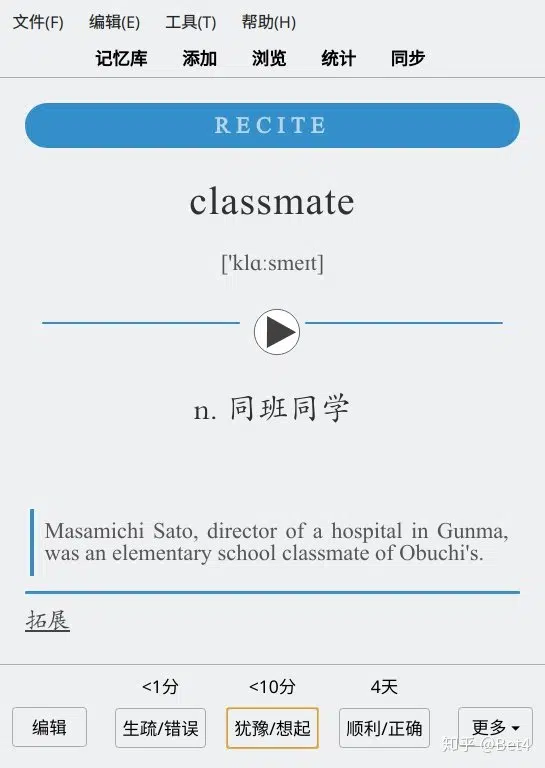 文件(F) 编辑(E) 工具(T) 帮助(H)
记忆库 添加 浏览 统计 同步
RECITE
classmate
['klɑ:smeɪt]
n. 同班同学
Masamichi Sato, director of a hospital in Gunma,
was an elementary school classmate of Obuchi's.
拓展
<1分 <10分 4天
编辑 生疏/错误 犹豫/想起 顺利/正确 更多
知乎 @Bet4